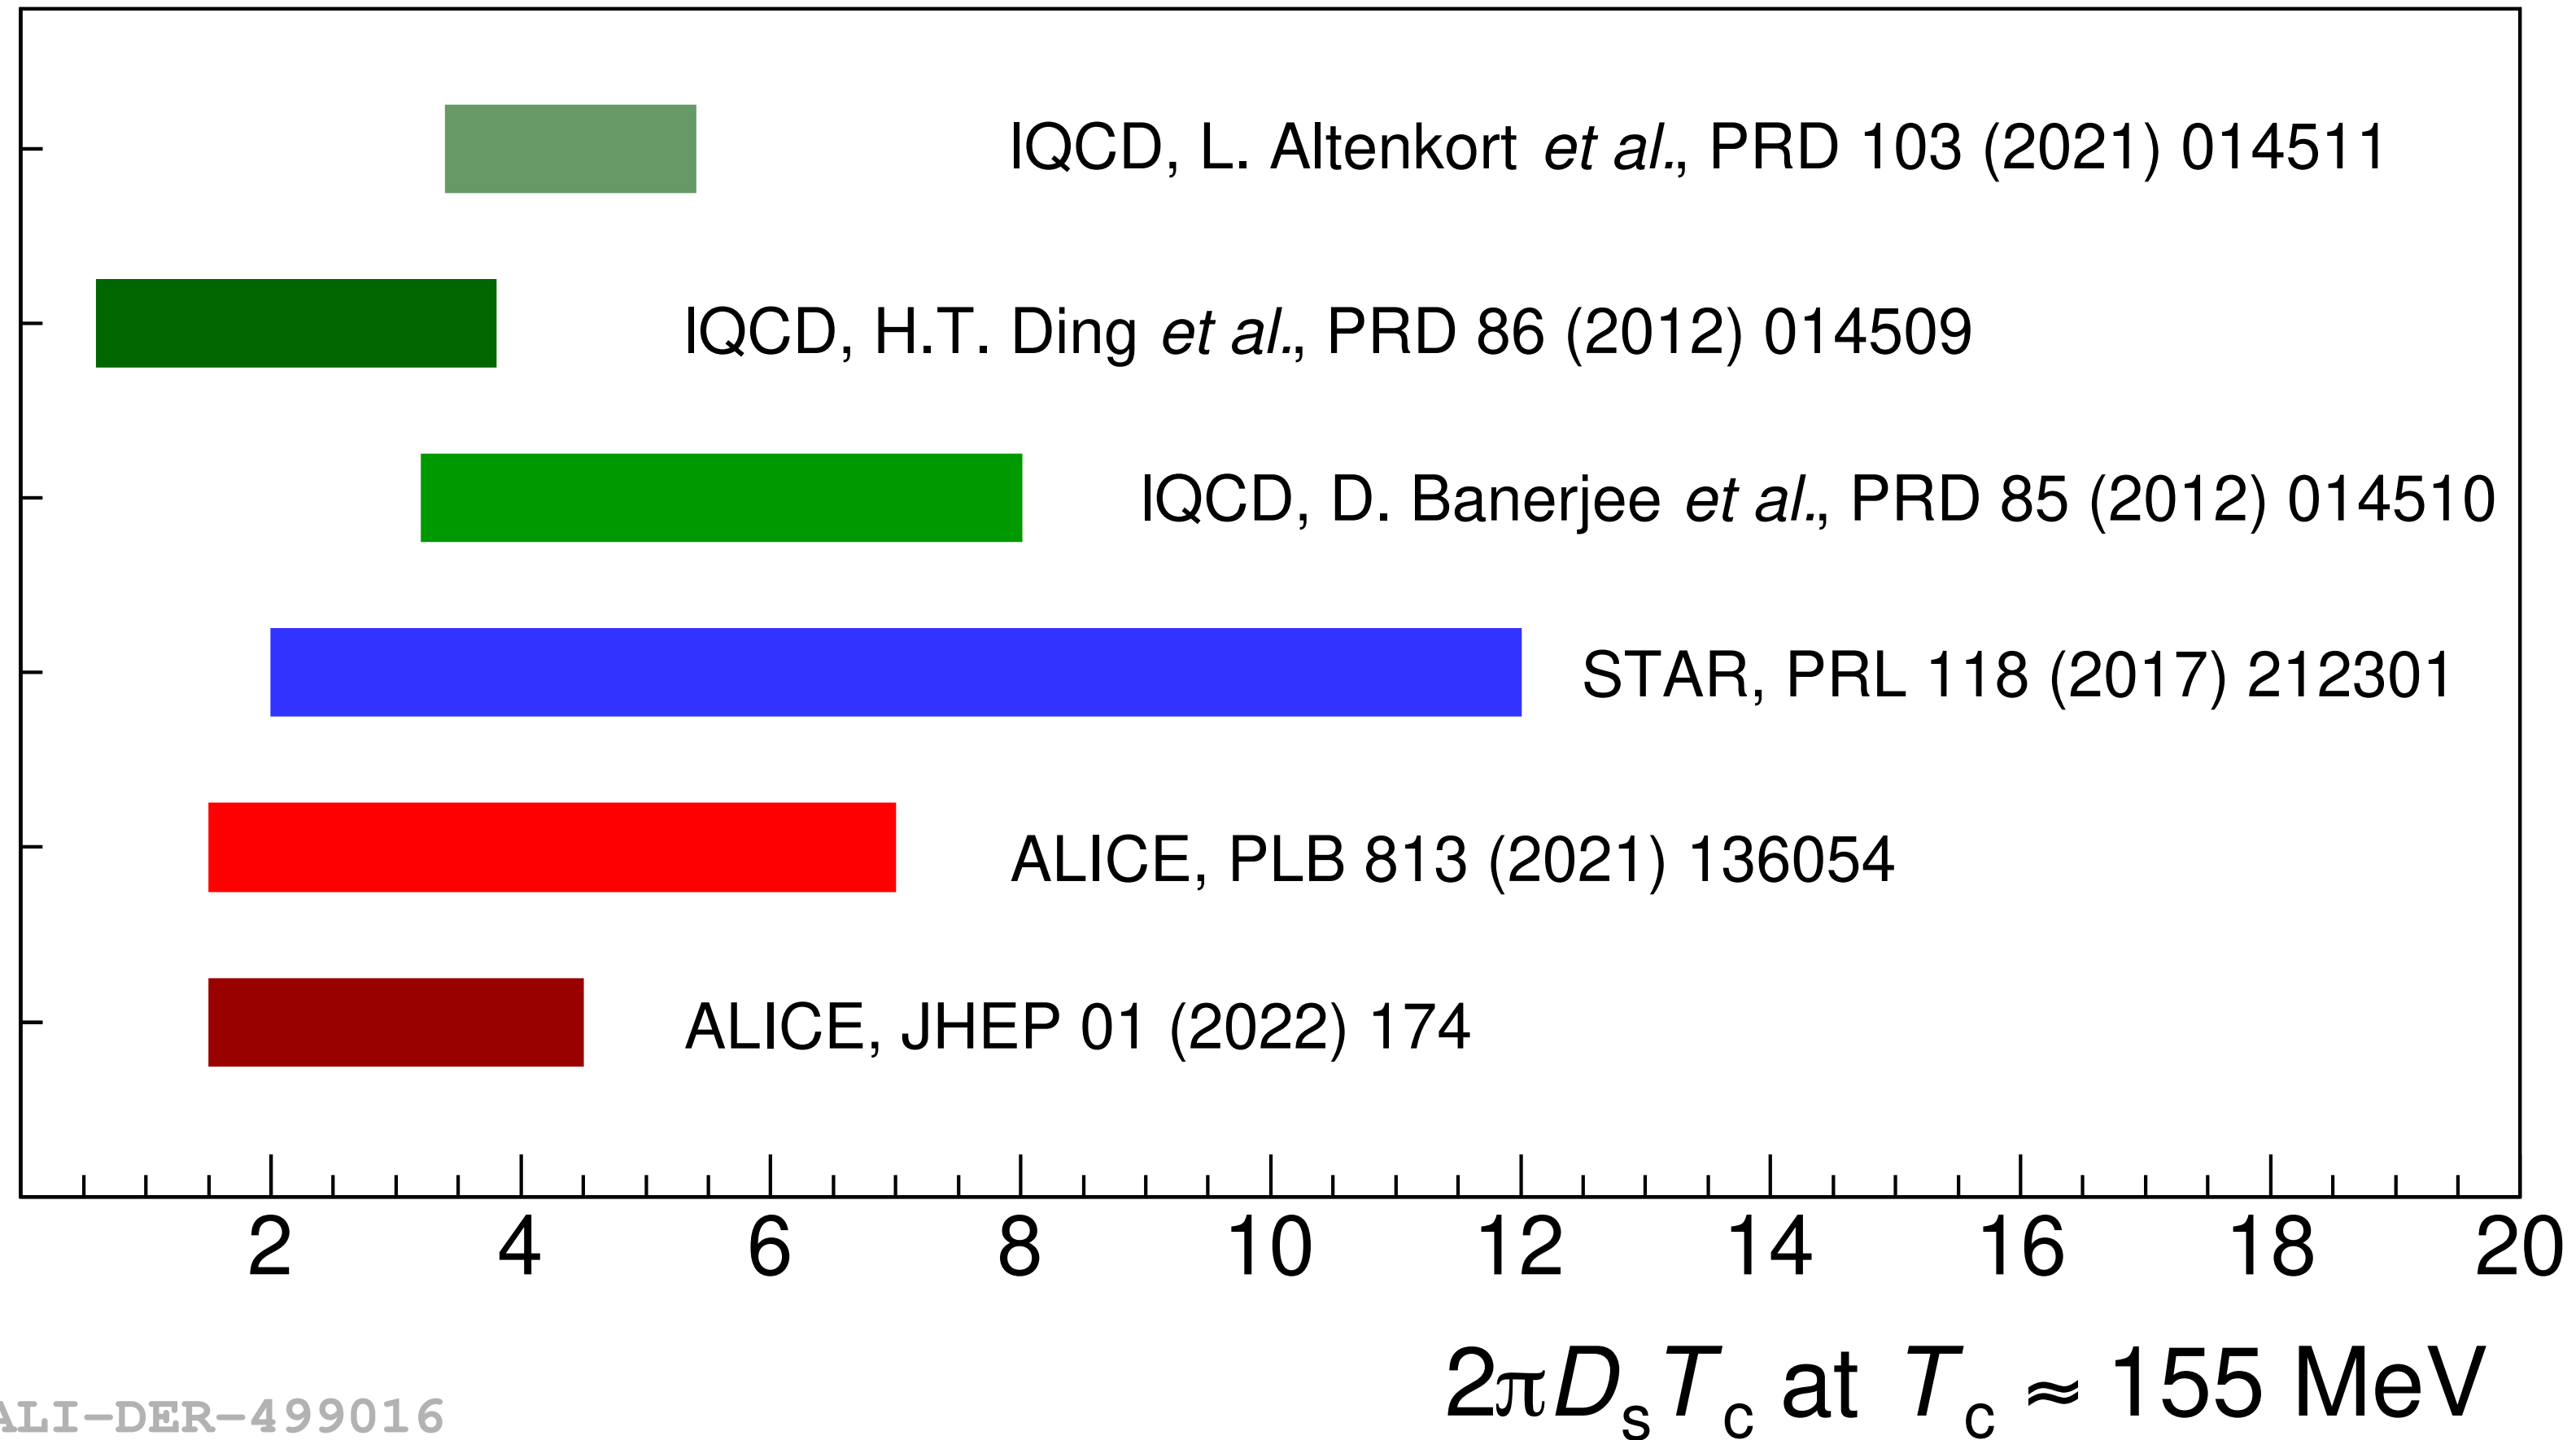 lQCD, L. Altenkort et al., PRD 103 (2021) 014511
lQCD, H.T. Ding et al., PRD 86 (2012) 014509
lQCD, D. Banerjee et al., PRD 85 (2012) 014510
STAR, PRL 118 (2017) 212301
ALICE, PLB 813 (2021) 136054
ALICE, JHEP 01 (2022) 174
2 4 6 8 10 12 14 16 18 20
2πDsTc at Tc ≈ 155 MeV
ALI-DER-499016